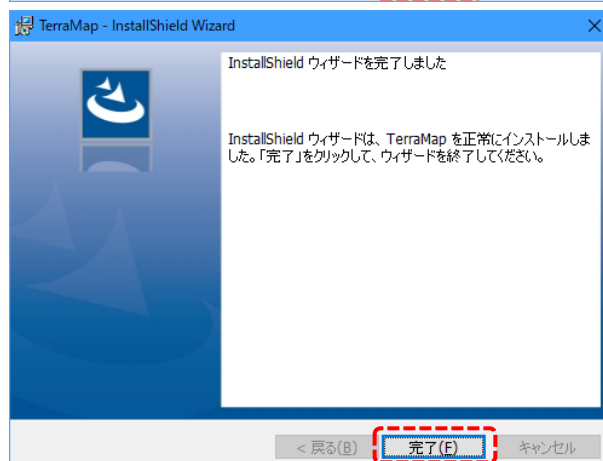 TerraMap - InstallShield Wizard
InstallShield ウィザードを完了しました
InstallShield ウィザードは、TerraMap を正常にインストールしま
した。「完了」をクリックして、ウィザードを終了してください。
< 戻る(B) 完了(F) キャンセル